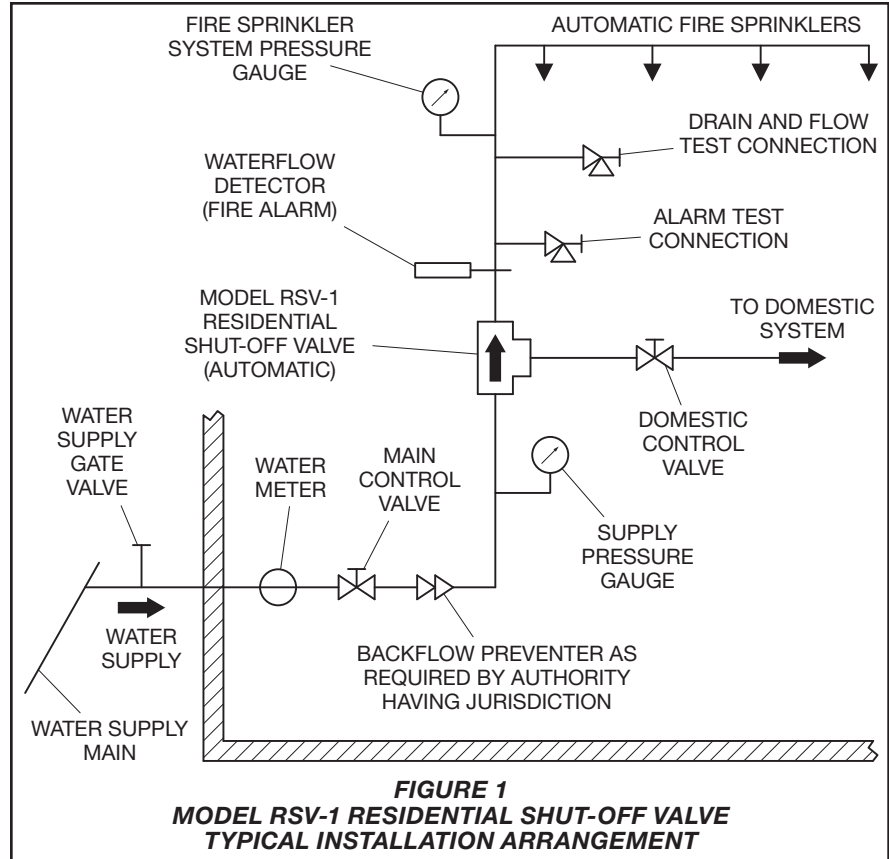 FIRE SPRINKLER
SYSTEM PRESSURE
GAUGE
AUTOMATIC FIRE SPRINKLERS
DRAIN AND FLOW
TEST CONNECTION
WATERFLOW
DETECTOR
(FIRE ALARM)
ALARM TEST
CONNECTION
MODEL RSV-1
RESIDENTIAL
SHUT-OFF VALVE
(AUTOMATIC)
TO DOMESTIC
SYSTEM
WATER
SUPPLY
GATE
VALVE
WATER
METER
MAIN
CONTROL
VALVE
DOMESTIC
CONTROL
VALVE
SUPPLY
PRESSURE
GAUGE
WATER
SUPPLY
BACKFLOW PREVENTER AS
REQUIRED BY AUTHORITY
HAVING JURISDICTION
WATER SUPPLY
MAIN
FIGURE 1
MODEL RSV-1 RESIDENTIAL SHUT-OFF VALVE
TYPICAL INSTALLATION ARRANGEMENT